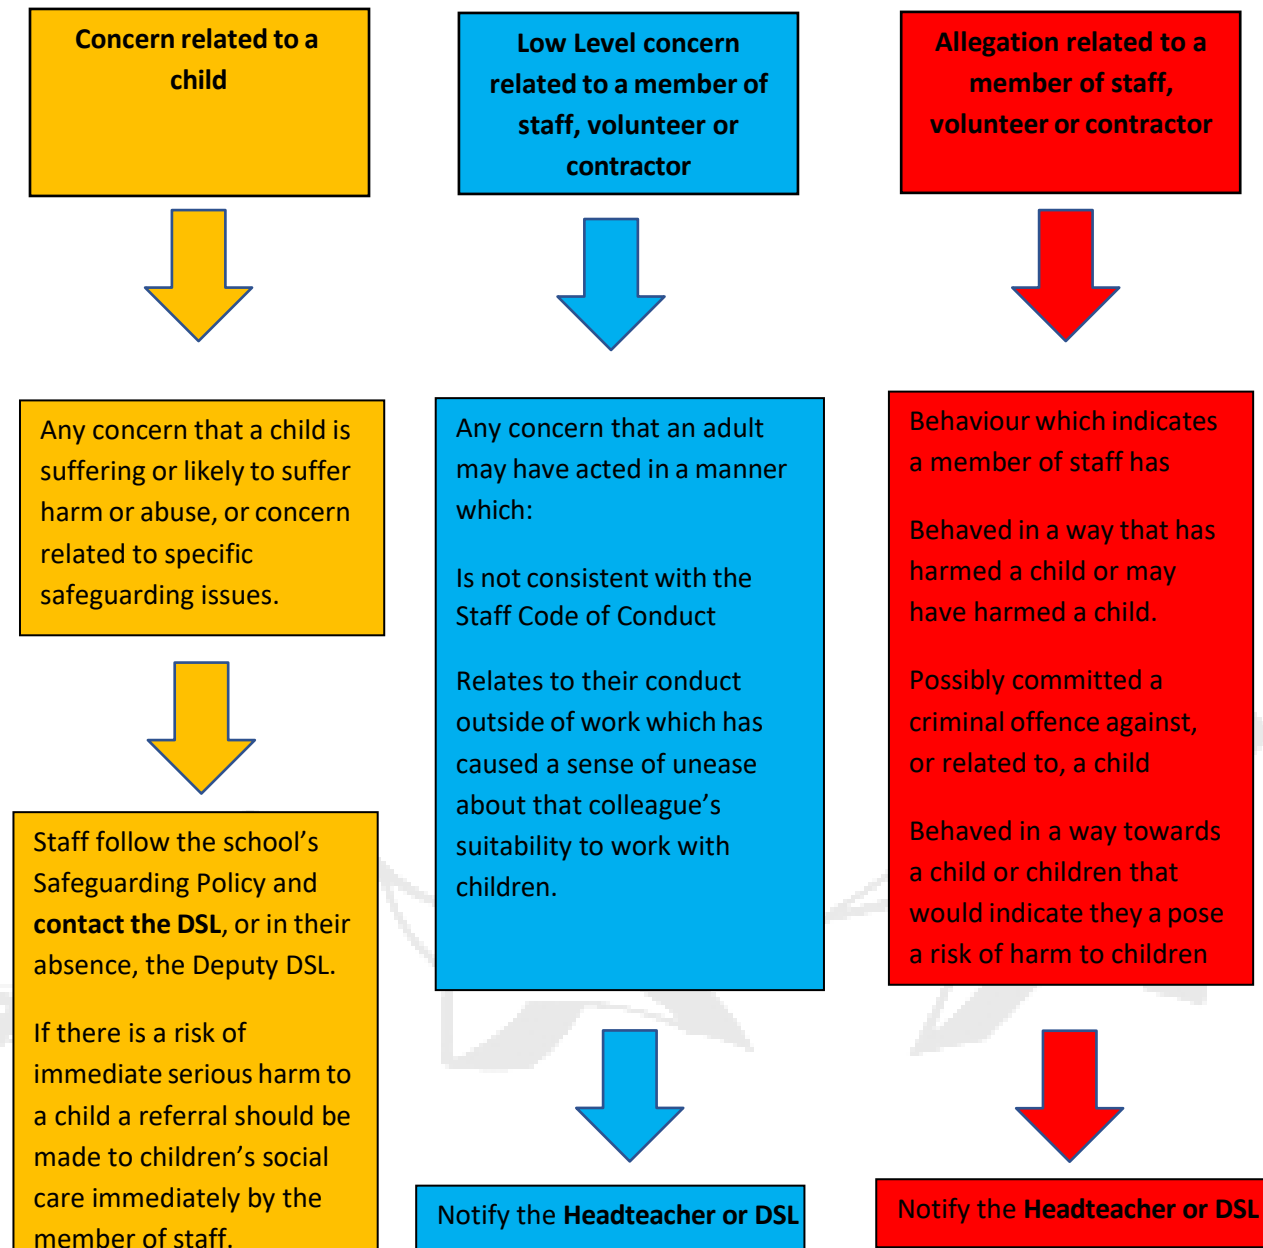 Concern related to a
child
Low Level concern
related to a member of
staff, volunteer or
contractor
Allegation related to a
member of staff,
volunteer or contractor
Any concern that a child is
suffering or likely to suffer
harm or abuse, or concern
related to specific
safeguarding issues.
Any concern that an adult
may have acted in a manner
which:
Is not consistent with the
Staff Code of Conduct
Relates to their conduct
outside of work which has
caused a sense of unease
about that colleague’s
suitability to work with
children.
Behaviour which indicates
a member of staff has
Behaved in a way that has
harmed a child or may
have harmed a child.
Possibly committed a
criminal offence against,
or related to, a child
Behaved in a way towards
a child or children that
would indicate they a pose
a risk of harm to children
Staff follow the school’s
Safeguarding Policy and
contact the DSL, or in their
absence, the Deputy DSL.
If there is a risk of
immediate serious harm to
a child a referral should be
made to children’s social
care immediately by the
member of staff.
Notify the Headteacher or DSL
Notify the Headteacher or DSL